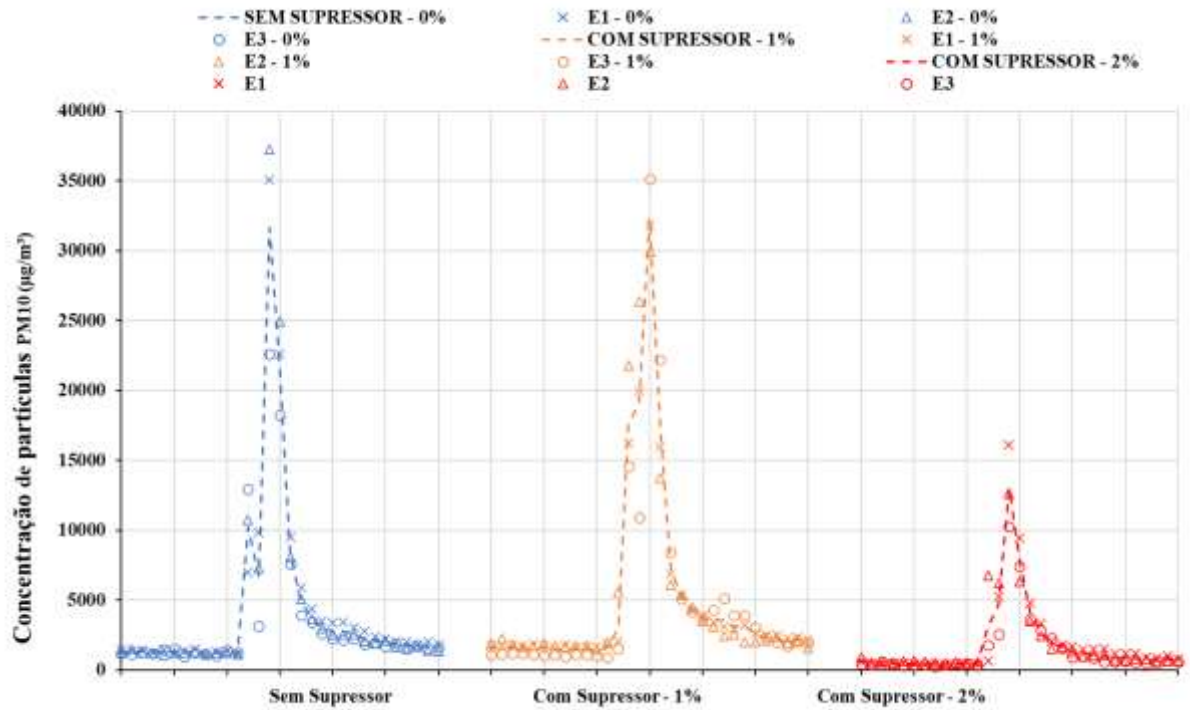 SEM SUPRESSOR - 0% E1 - 0% E2 - 0%
E3 - 0% COM SUPRESSOR - 1% E1 - 1%
E2 - 1% E3 - 1% COM SUPRESSOR - 2%
E1 E2 E3
Concentração de partículas PM10 (µg/m³)
40000
35000
30000
25000
20000
15000
10000
5000
0
Sem Supressor Com Supressor - 1% Com Supressor - 2%